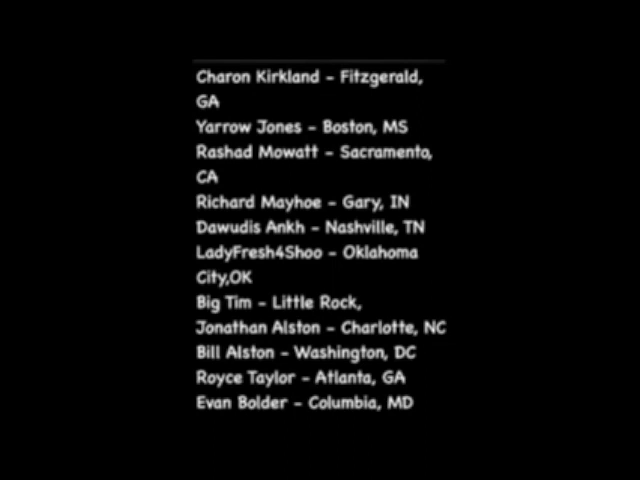 Charon Kirkland - Fitzgerald,
GA
Yarrow Jones - Boston, MS
Rashad Mowatt - Sacramento,
CA
Richard Mayhoe - Gary, IN
Dawudis Ankh - Nashville, TN
LadyFresh4Shoo - Oklahoma
City,OK
Big Tim - Little Rock,
Jonathan Alston - Charlotte, NC
Bill Alston - Washington, DC
Royce Taylor - Atlanta, GA
Evan Bolder - Columbia, MD